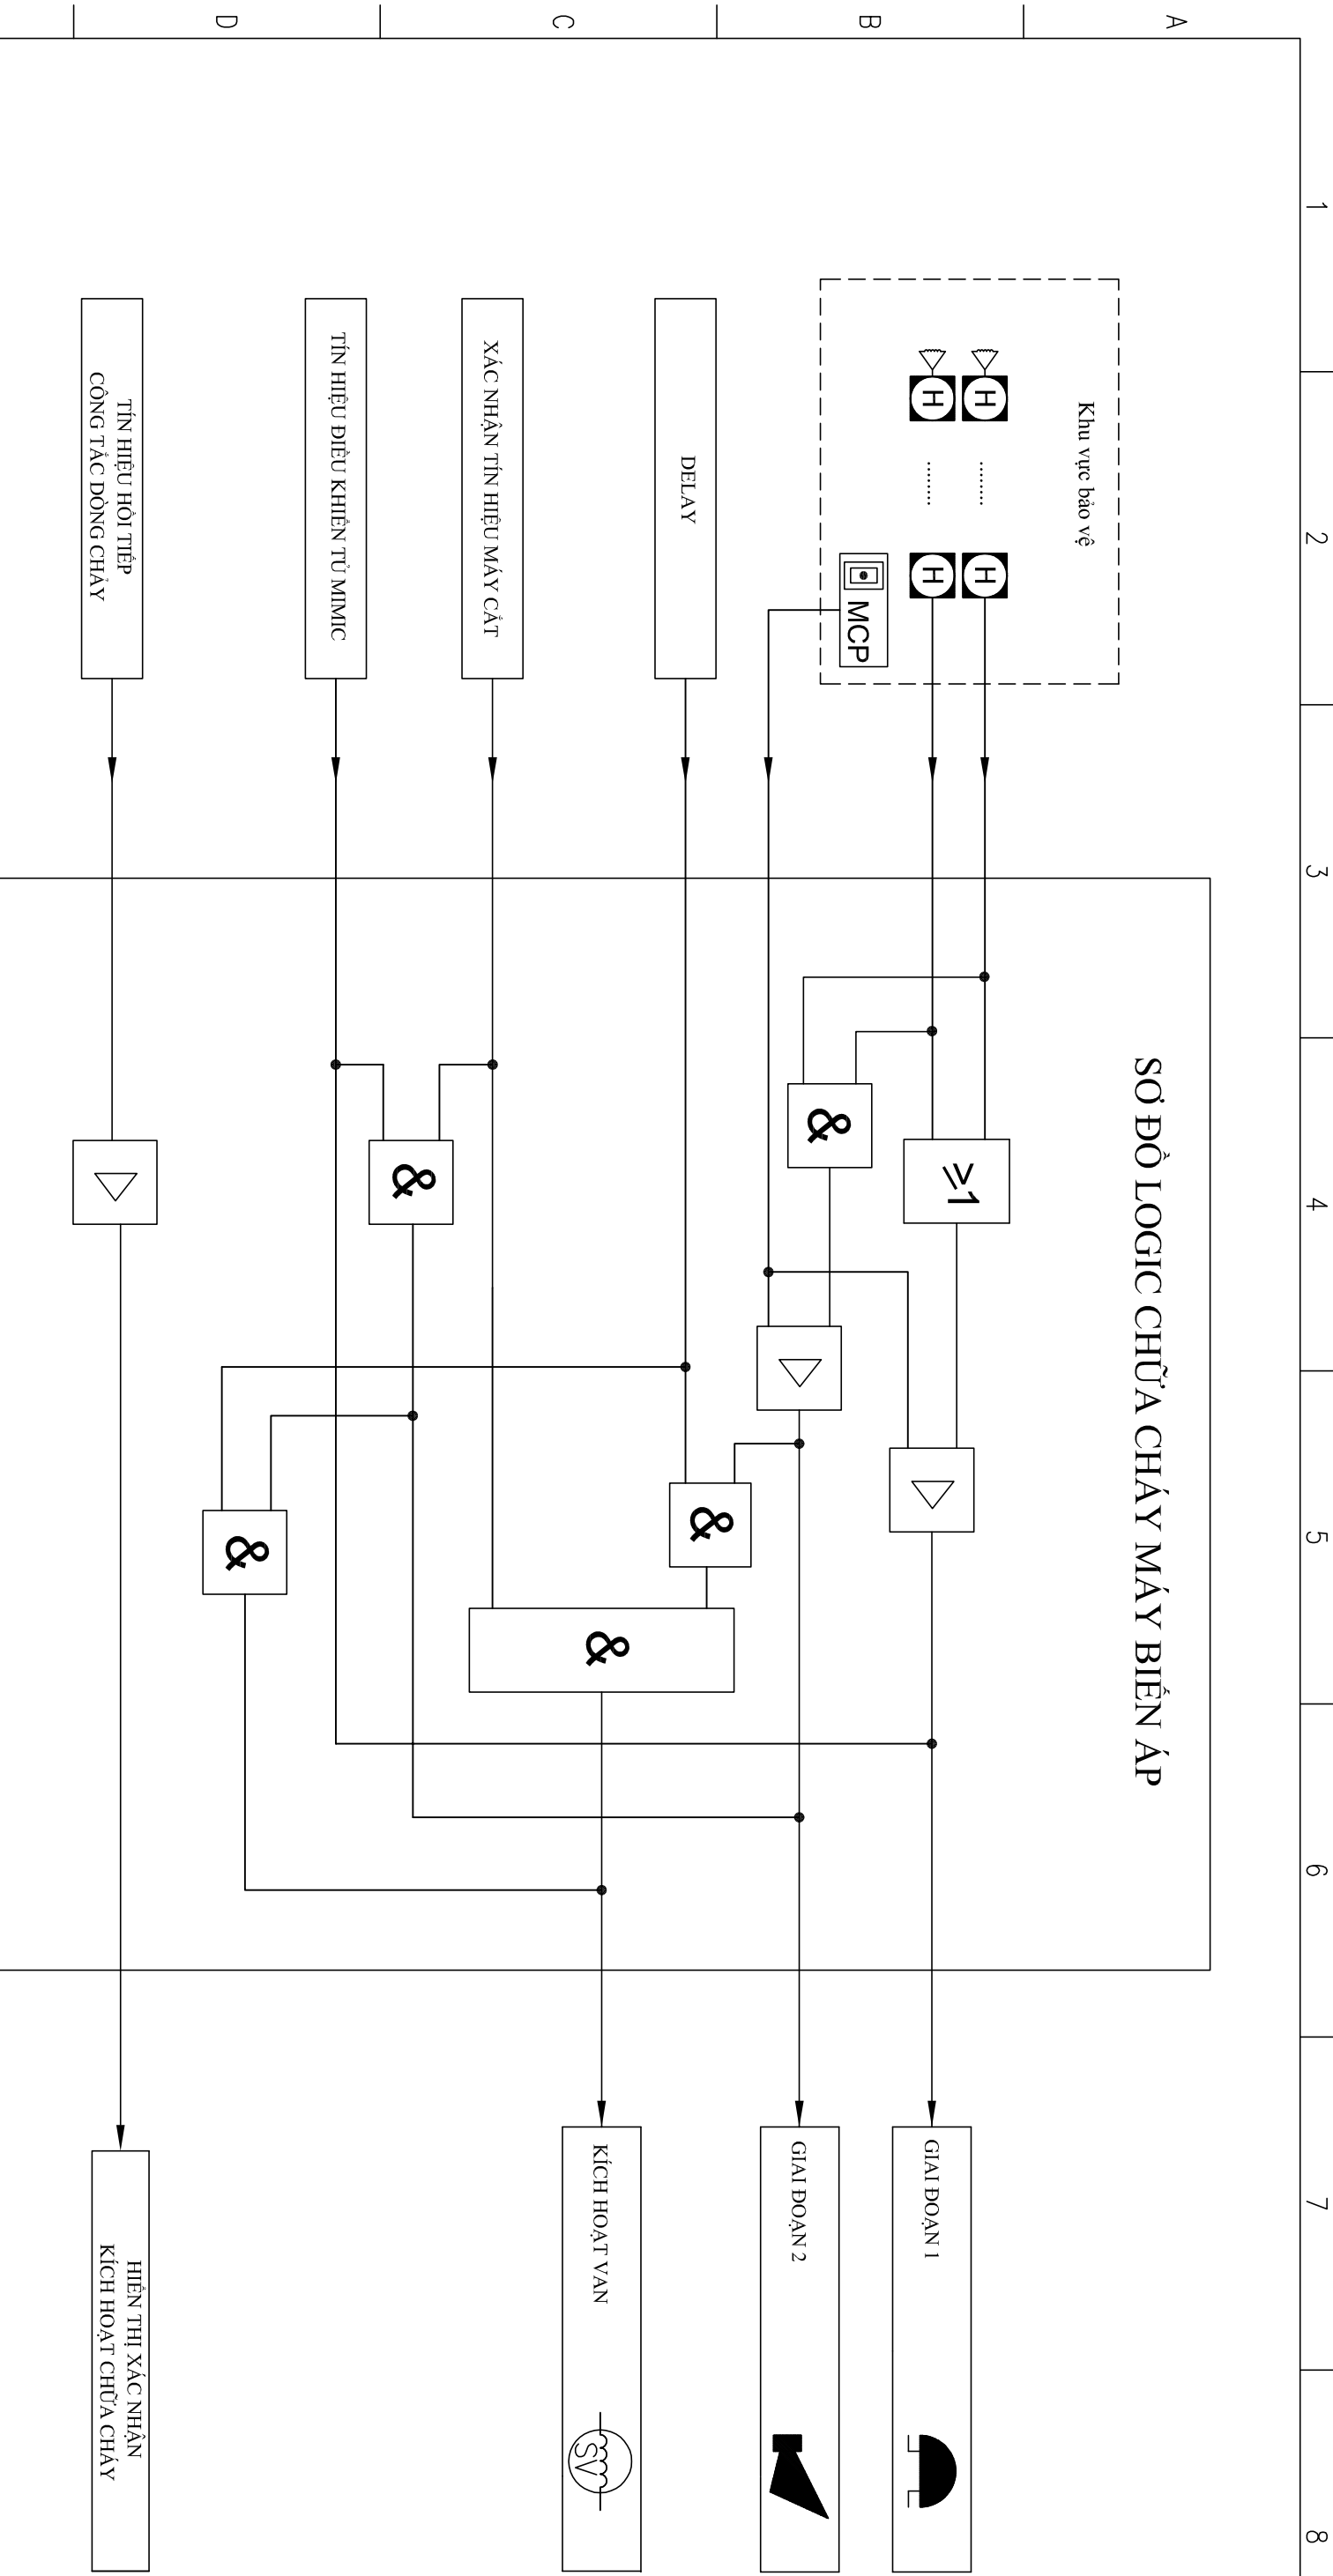 1
2
3
4
5
6
7
8
A
B
C
D
SƠ ĐỒ LOGIC CHỮA CHÁY MÁY BIẾN ÁP
Khu vực bảo vệ
H
........
H
H
........
H
MCP
DELAY
XÁC NHẬN TÍN HIỆU MÁY CẮT
TÍN HIỆU ĐIỀU KHIỂN TỦ MIMIC
TÍN HIỆU HỒI TIẾP
CÔNG TẮC DÒNG CHẢY
≥1
&
&
&
&
&
GIAI ĐOẠN 1
GIAI ĐOẠN 2
KÍCH HOẠT VAN
SV
HIỂN THỊ XÁC NHẬN
KÍCH HOẠT CHỮA CHÁY